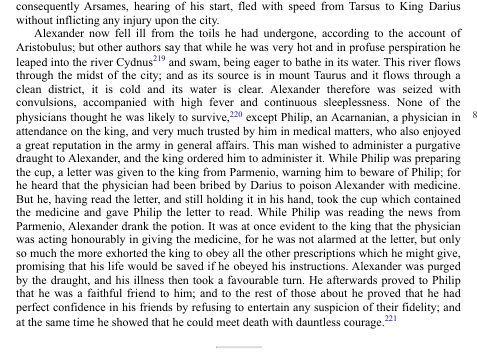 consequently Arsames, hearing of his start, fled with speed from Tarsus to King Darius
without inflicting any injury upon the city.
Alexander now fell ill from the toils he had undergone, according to the account of
Aristobulus; but other authors say that while he was very hot and in profuse perspiration he
leaped into the river Cydnus219 and swam, being eager to bathe in its water. This river flows
through the midst of the city; and as its source is in mount Taurus and it flows through a
clean district, it is cold and its water is clear. Alexander therefore was seized with
convulsions, accompanied with high fever and continuous sleeplessness. None of the
physicians thought he was likely to survive,220 except Philip, an Acarnanian, a physician in 8
attendance on the king, and very much trusted by him in medical matters, who also enjoyed
a great reputation in the army in general affairs. This man wished to administer a purgative
draught to Alexander, and the king ordered him to administer it. While Philip was preparing
the cup, a letter was given to the king from Parmenio, warning him to beware of Philip; for
he heard that the physician had been bribed by Darius to poison Alexander with medicine.
But he, having read the letter, and still holding it in his hand, took the cup which contained
the medicine and gave Philip the letter to read. While Philip was reading the news from
Parmenio, Alexander drank the potion. It was at once evident to the king that the physician
was acting honourably in giving the medicine, for he was not alarmed at the letter, but only
so much the more exhorted the king to obey all the other prescriptions which he might give,
promising that his life would be saved if he obeyed his instructions. Alexander was purged
by the draught, and his illness then took a favourable turn. He afterwards proved to Philip
that he was a faithful friend to him; and to the rest of those about he proved that he had
perfect confidence in his friends by refusing to entertain any suspicion of their fidelity; and
at the same time he showed that he could meet death with dauntless courage.221